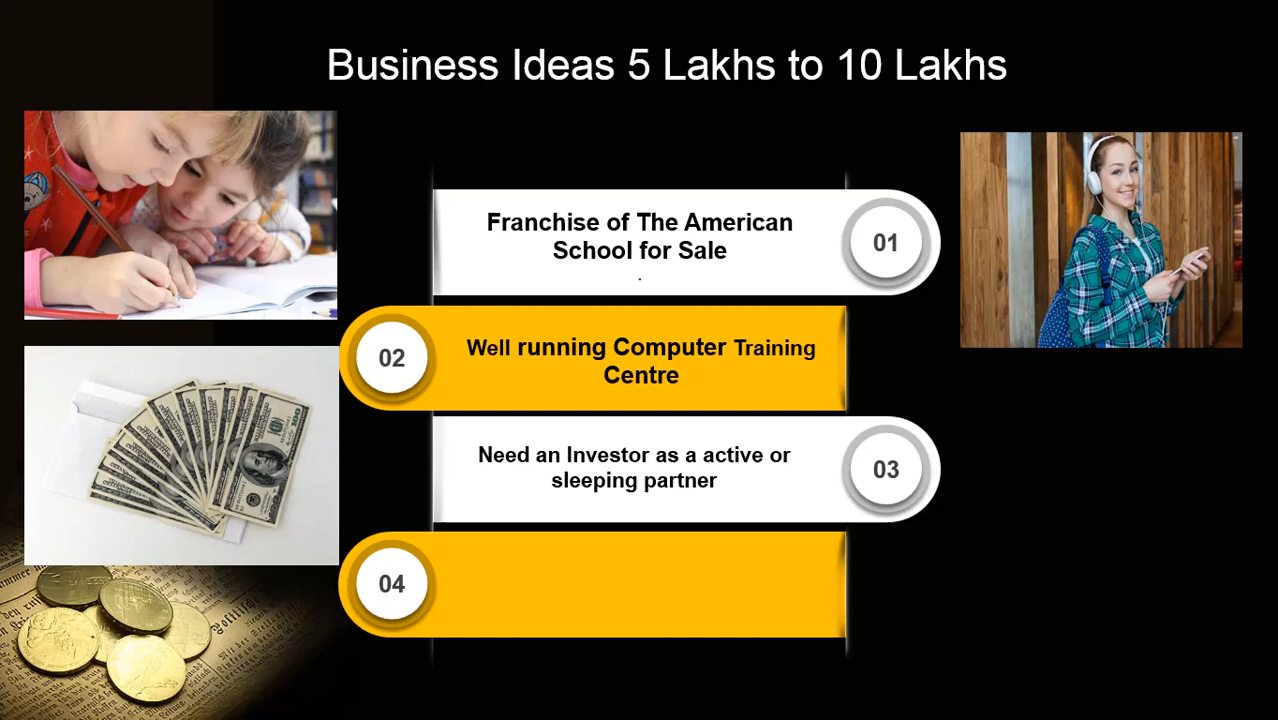 Business Ideas 5 Lakhs to 10 Lakhs
Franchise of The American
School for Sale
.
01
02
Well running Computer Training
Centre
Need an Investor as a active or
sleeping partner
03
04